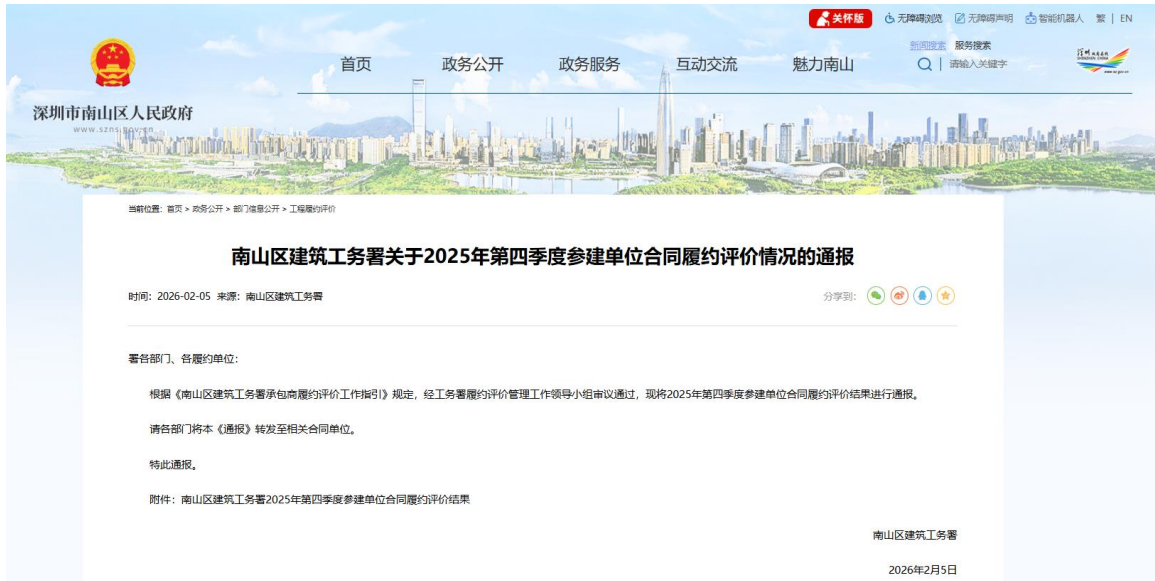 关怀版 无障碍浏览 无障碍声明 智能机器人 繁 | EN
新闻搜索 服务搜索
首页 政务公开 政务服务 互动交流 魅力南山 请输入关键字
深圳市南山区人民政府
www.szns.gov.cn
当前位置：首页 > 政务公开 > 部门信息公开 > 工程履约评价
南山区建筑工务署关于2025年第四季度参建单位合同履约评价情况的通报
时间：2026-02-05 来源：南山区建筑工务署 分享到：
署各部门、各履约单位：
根据《南山区建筑工务署承包商履约评价工作指引》规定，经工务署履约评价管理工作领导小组审议通过，现将2025年第四季度参建单位合同履约评价结果进行通报。
请各部门将本《通报》转发至相关合同单位。
特此通报。
附件：南山区建筑工务署2025年第四季度参建单位合同履约评价结果
南山区建筑工务署
2026年2月5日